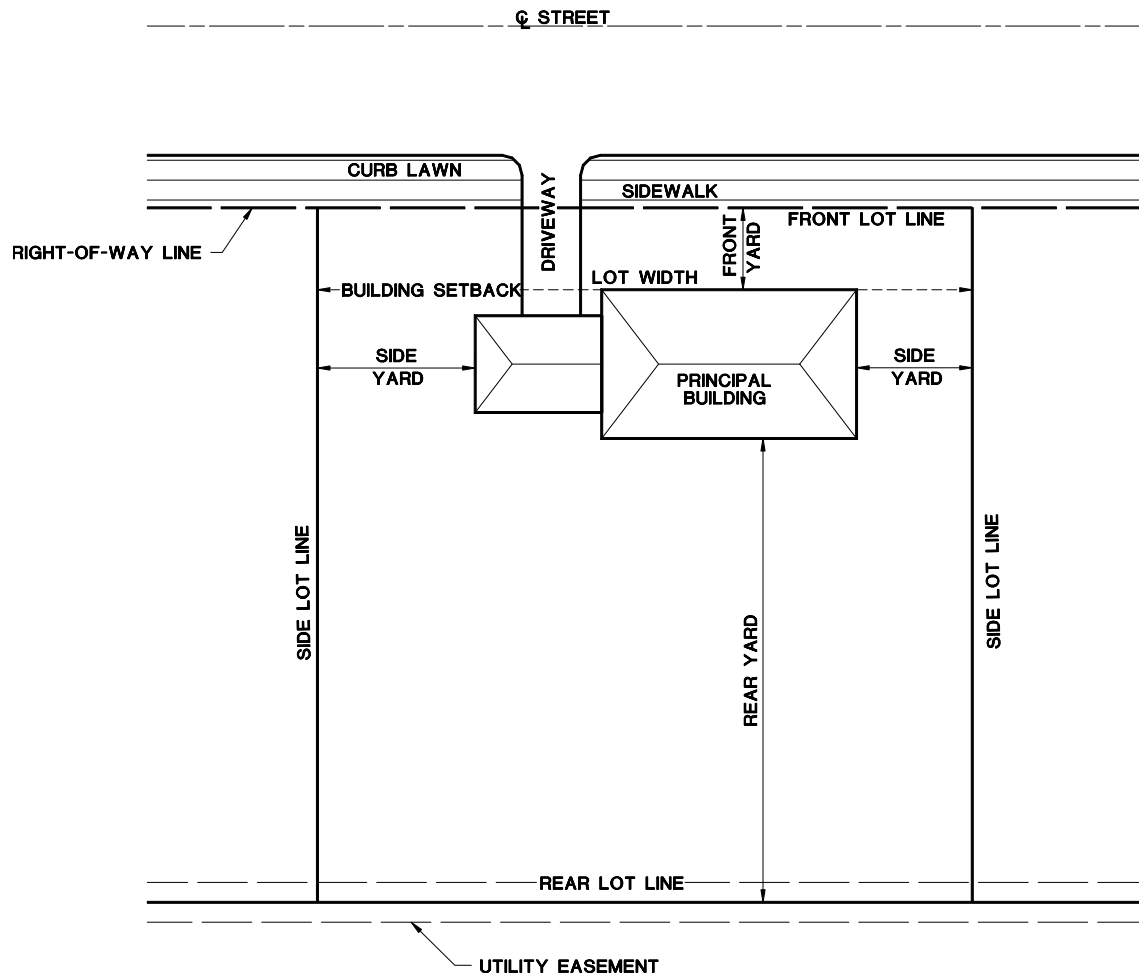 ℄ STREET
CURB LAWN
DRIVEWAY
SIDEWALK
FRONT LOT LINE
RIGHT-OF-WAY LINE
FRONT
YARD
LOT WIDTH
BUILDING SETBACK
SIDE
YARD
PRINCIPAL
BUILDING
SIDE
YARD
SIDE LOT LINE
SIDE LOT LINE
REAR YARD
REAR LOT LINE
UTILITY EASEMENT